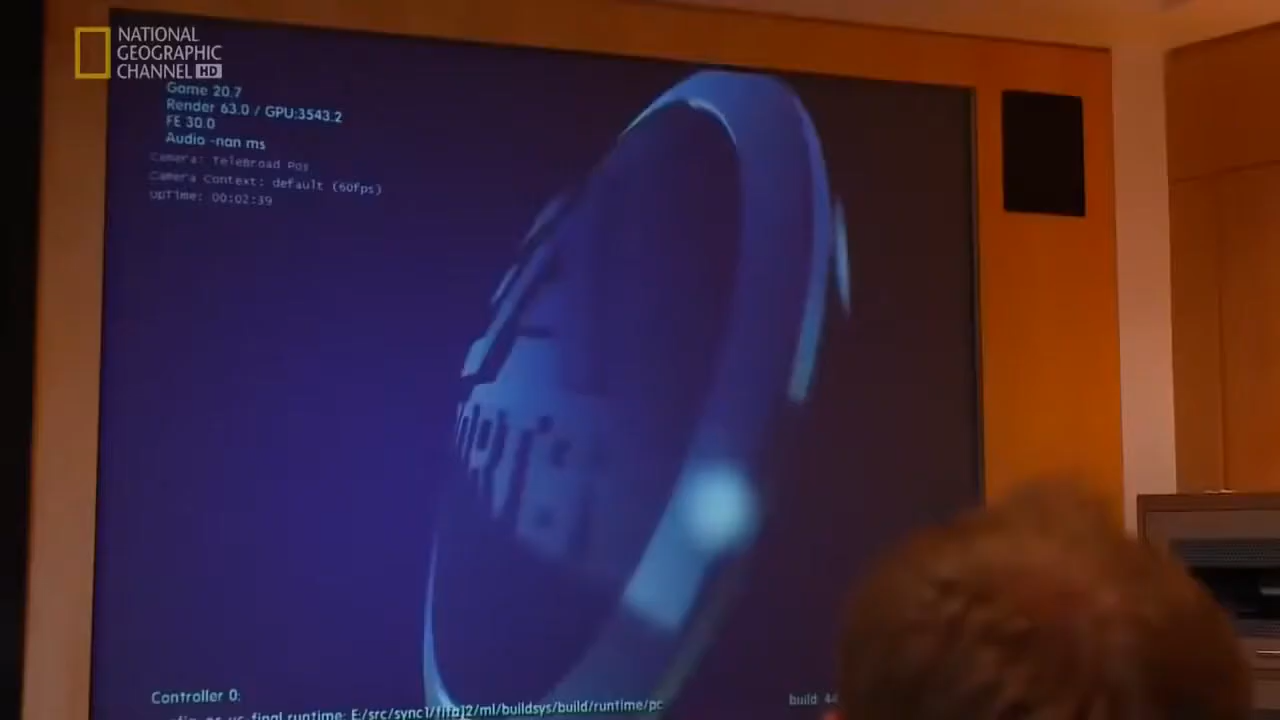 NATIONAL
GEOGRAPHIC
CHANNEL HD
Game 20.7
Render 63.0 / GPU:3543.2
FE 30.0
Audio -nan ms
Camera: TeleBroad Pos
Camera Context: default (60fps)
UpTime: 00:02:39
Controller 0:
final runtime: E:/src/sync1/fifa12/ml/buildsys/build/runtime/pc
build: 44